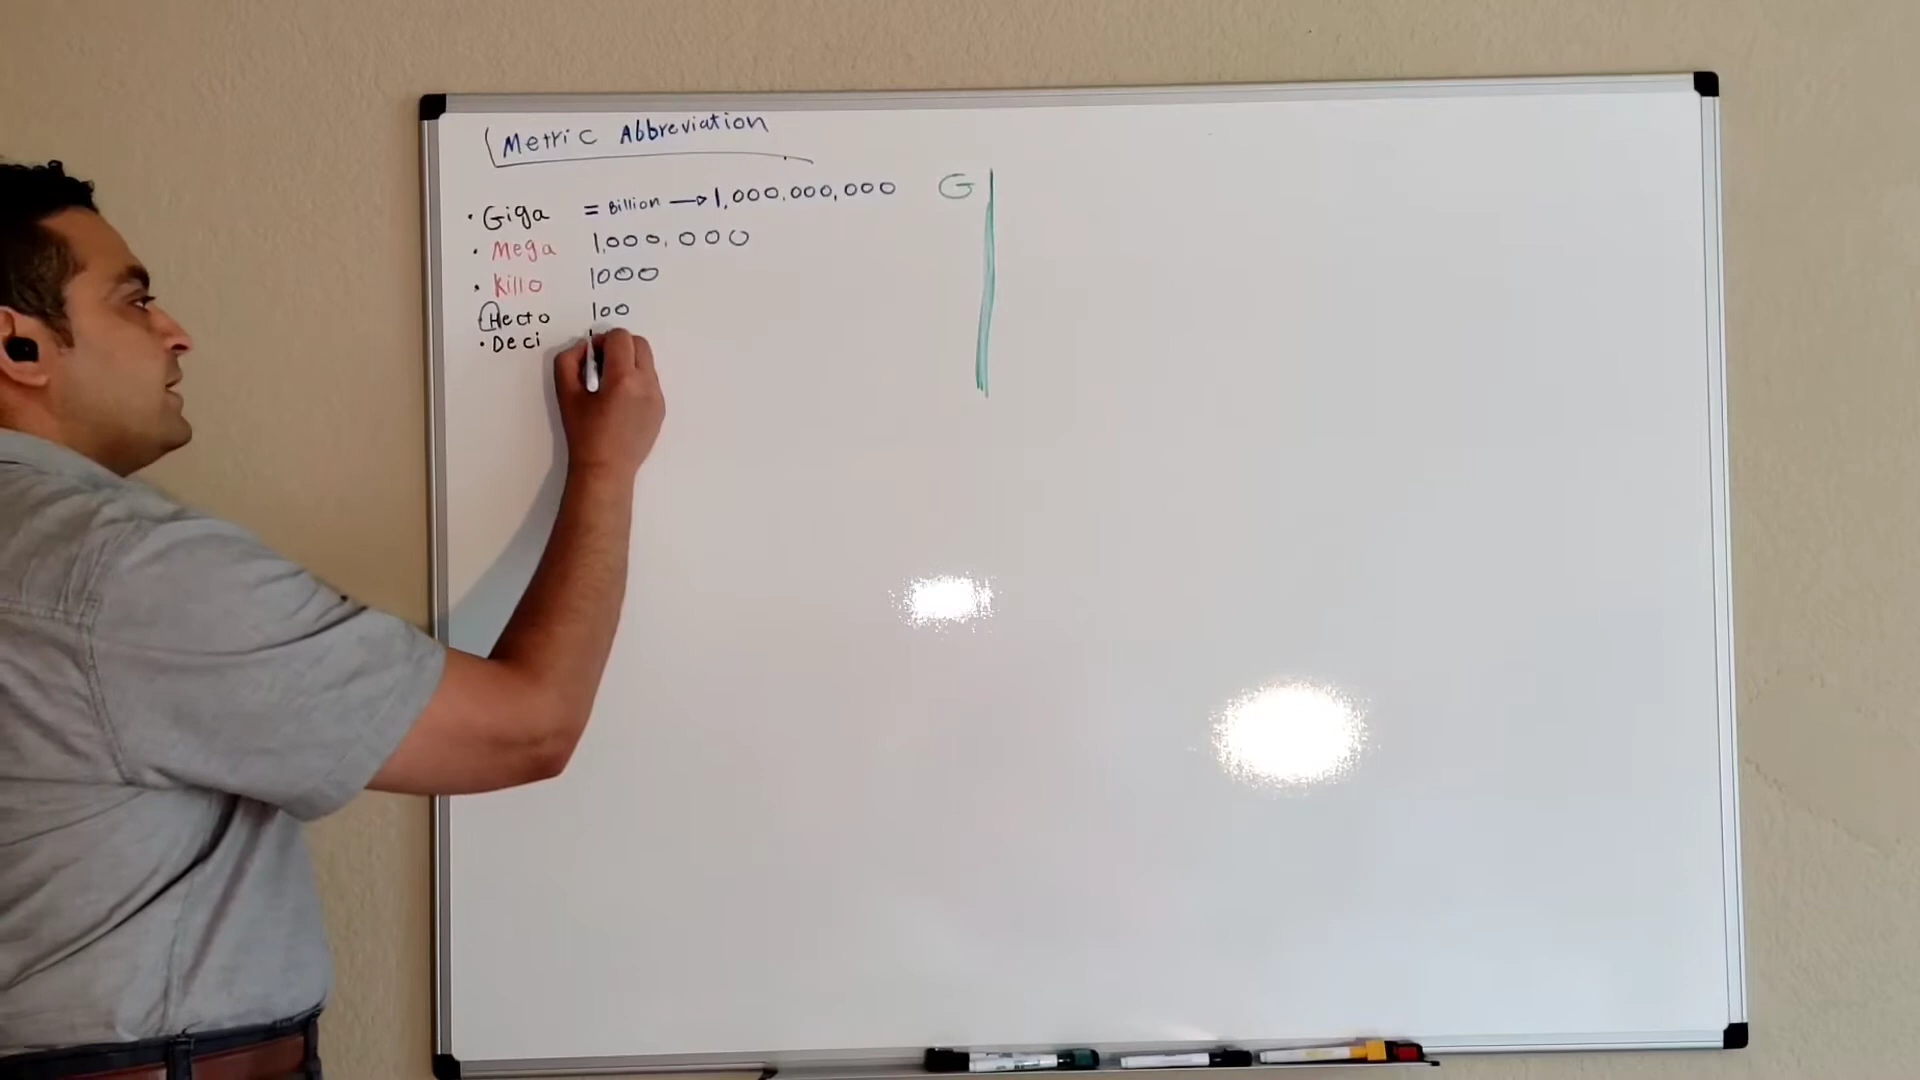 Metric Abbreviation
• Giga = Billion → 1,000,000,000 G
• Mega 1,000,000
• Killo 1000
Hecto 100
• Deci